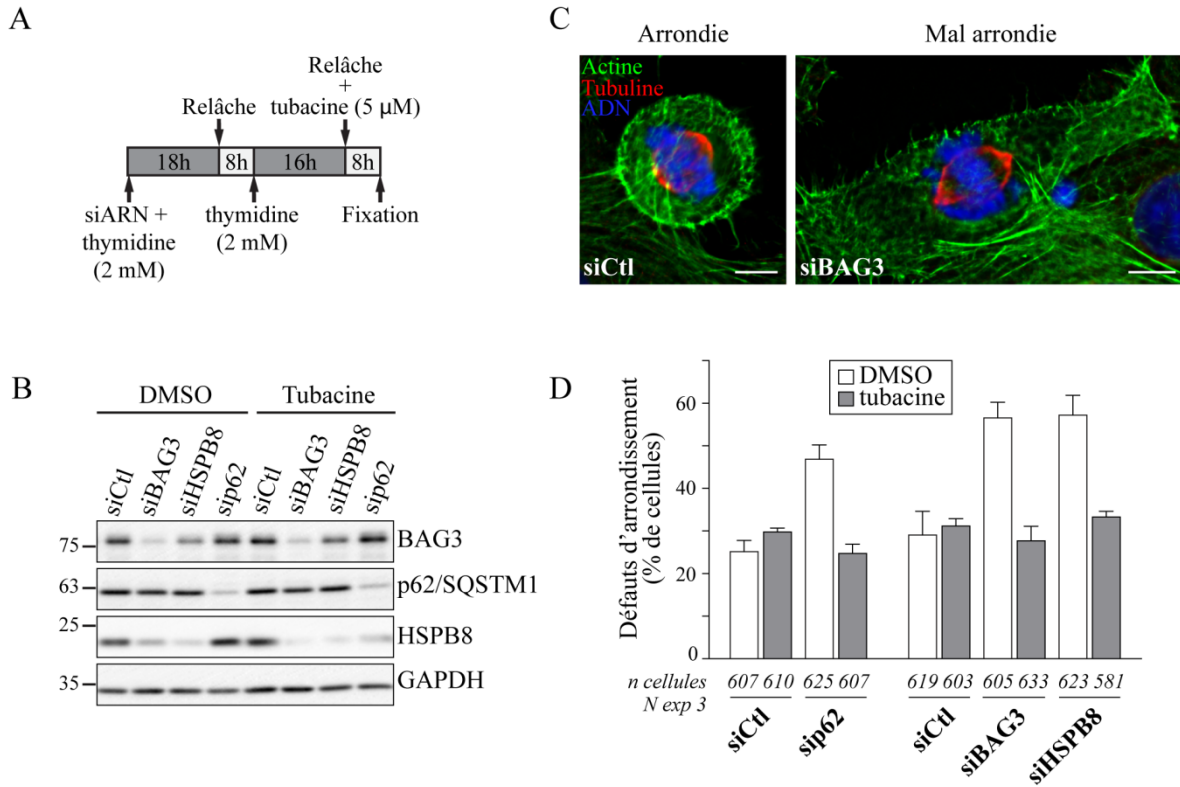 A
Relâche
+
tubacine (5 µM)
Relâche
18h 8h 16h 8h
siARN +
thymidine
(2 mM)
thymidine
(2 mM)
Fixation
C
Arrondie
Mal arrondie
Actine
Tubuline
ADN
siCtl
siBAG3
B
DMSO Tubacine
siCtl siBAG3 siHSPB8 sip62 siCtl siBAG3 siHSPB8 sip62
75 BAG3
63 p62/SQSTM1
25 HSPB8
35 GAPDH
D
DMSO
tubacine
Défauts d’arrondissement
(% de cellules)
60
40
20
0
n cellules 607 610 625 607 619 603 605 633 623 581
N exp 3
siCtl sip62 siCtl siBAG3 siHSPB8